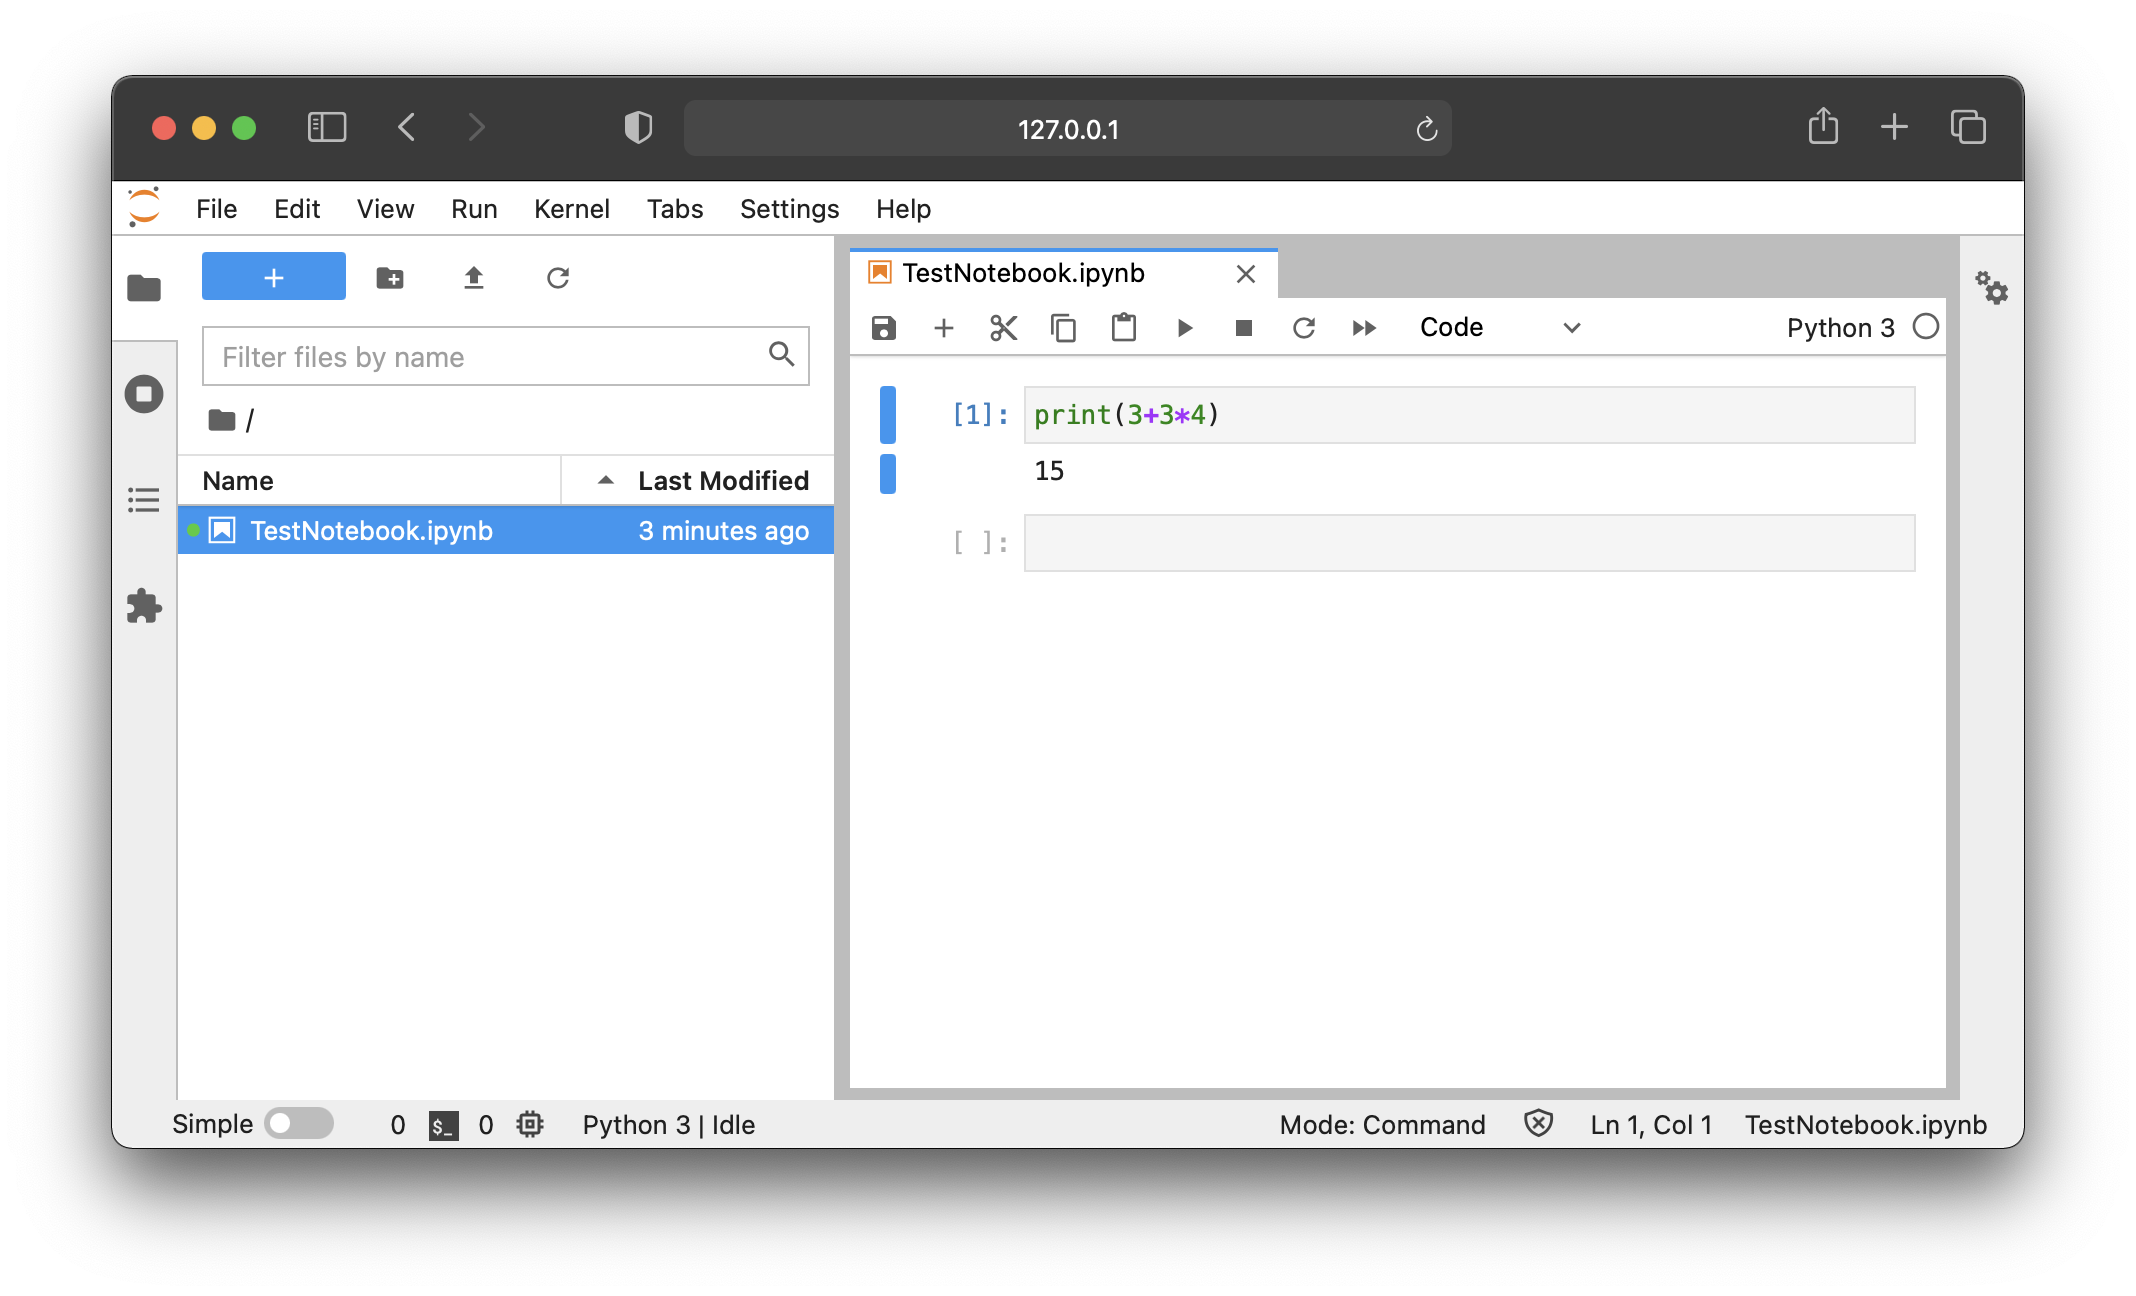 127.0.0.1
File Edit View Run Kernel Tabs Settings Help
+
Filter files by name
/
Name Last Modified
TestNotebook.ipynb 3 minutes ago
TestNotebook.ipynb
Code Python 3
[1]: print(3+3*4)
15
[ ]:
Simple 0 $_ 0 Python 3 | Idle Mode: Command Ln 1, Col 1 TestNotebook.ipynb